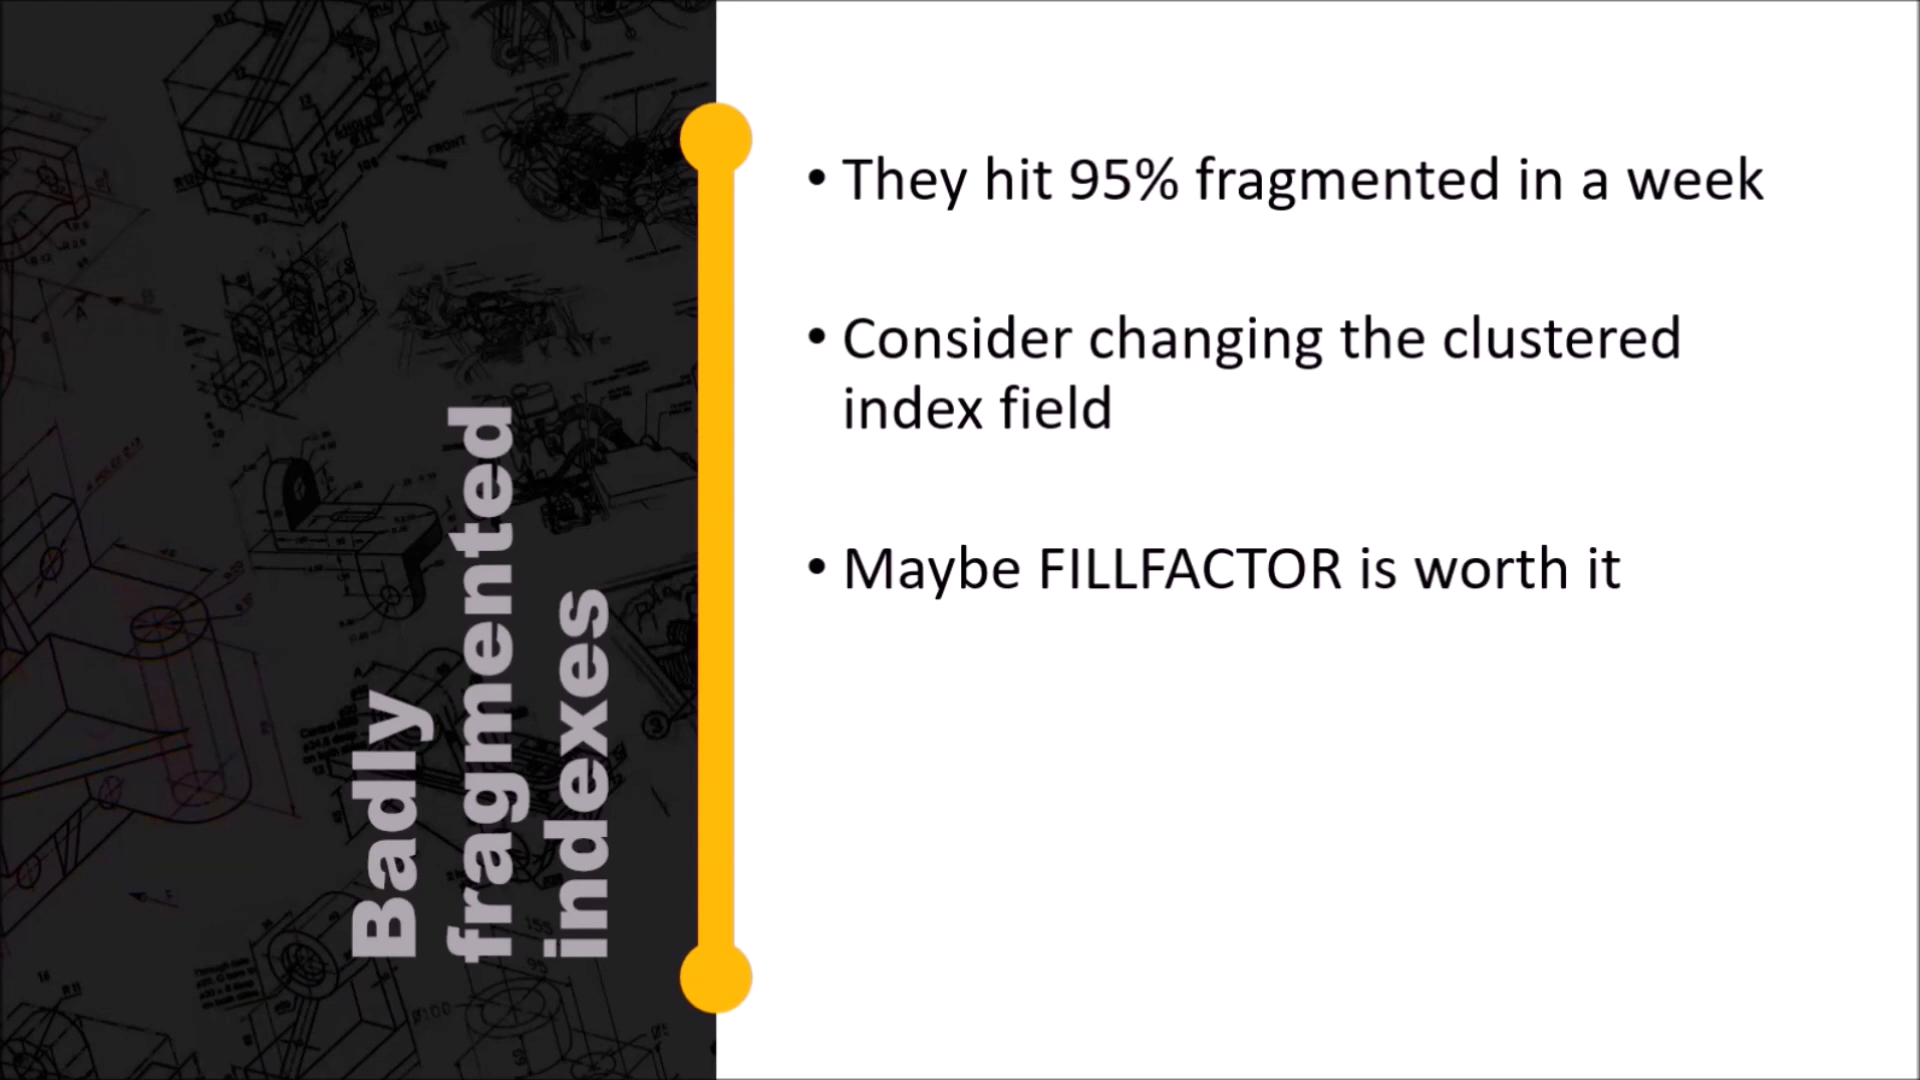 Badly
fragmented
indexes
• They hit 95% fragmented in a week
• Consider changing the clustered
index field
• Maybe FILLFACTOR is worth it
FRONT